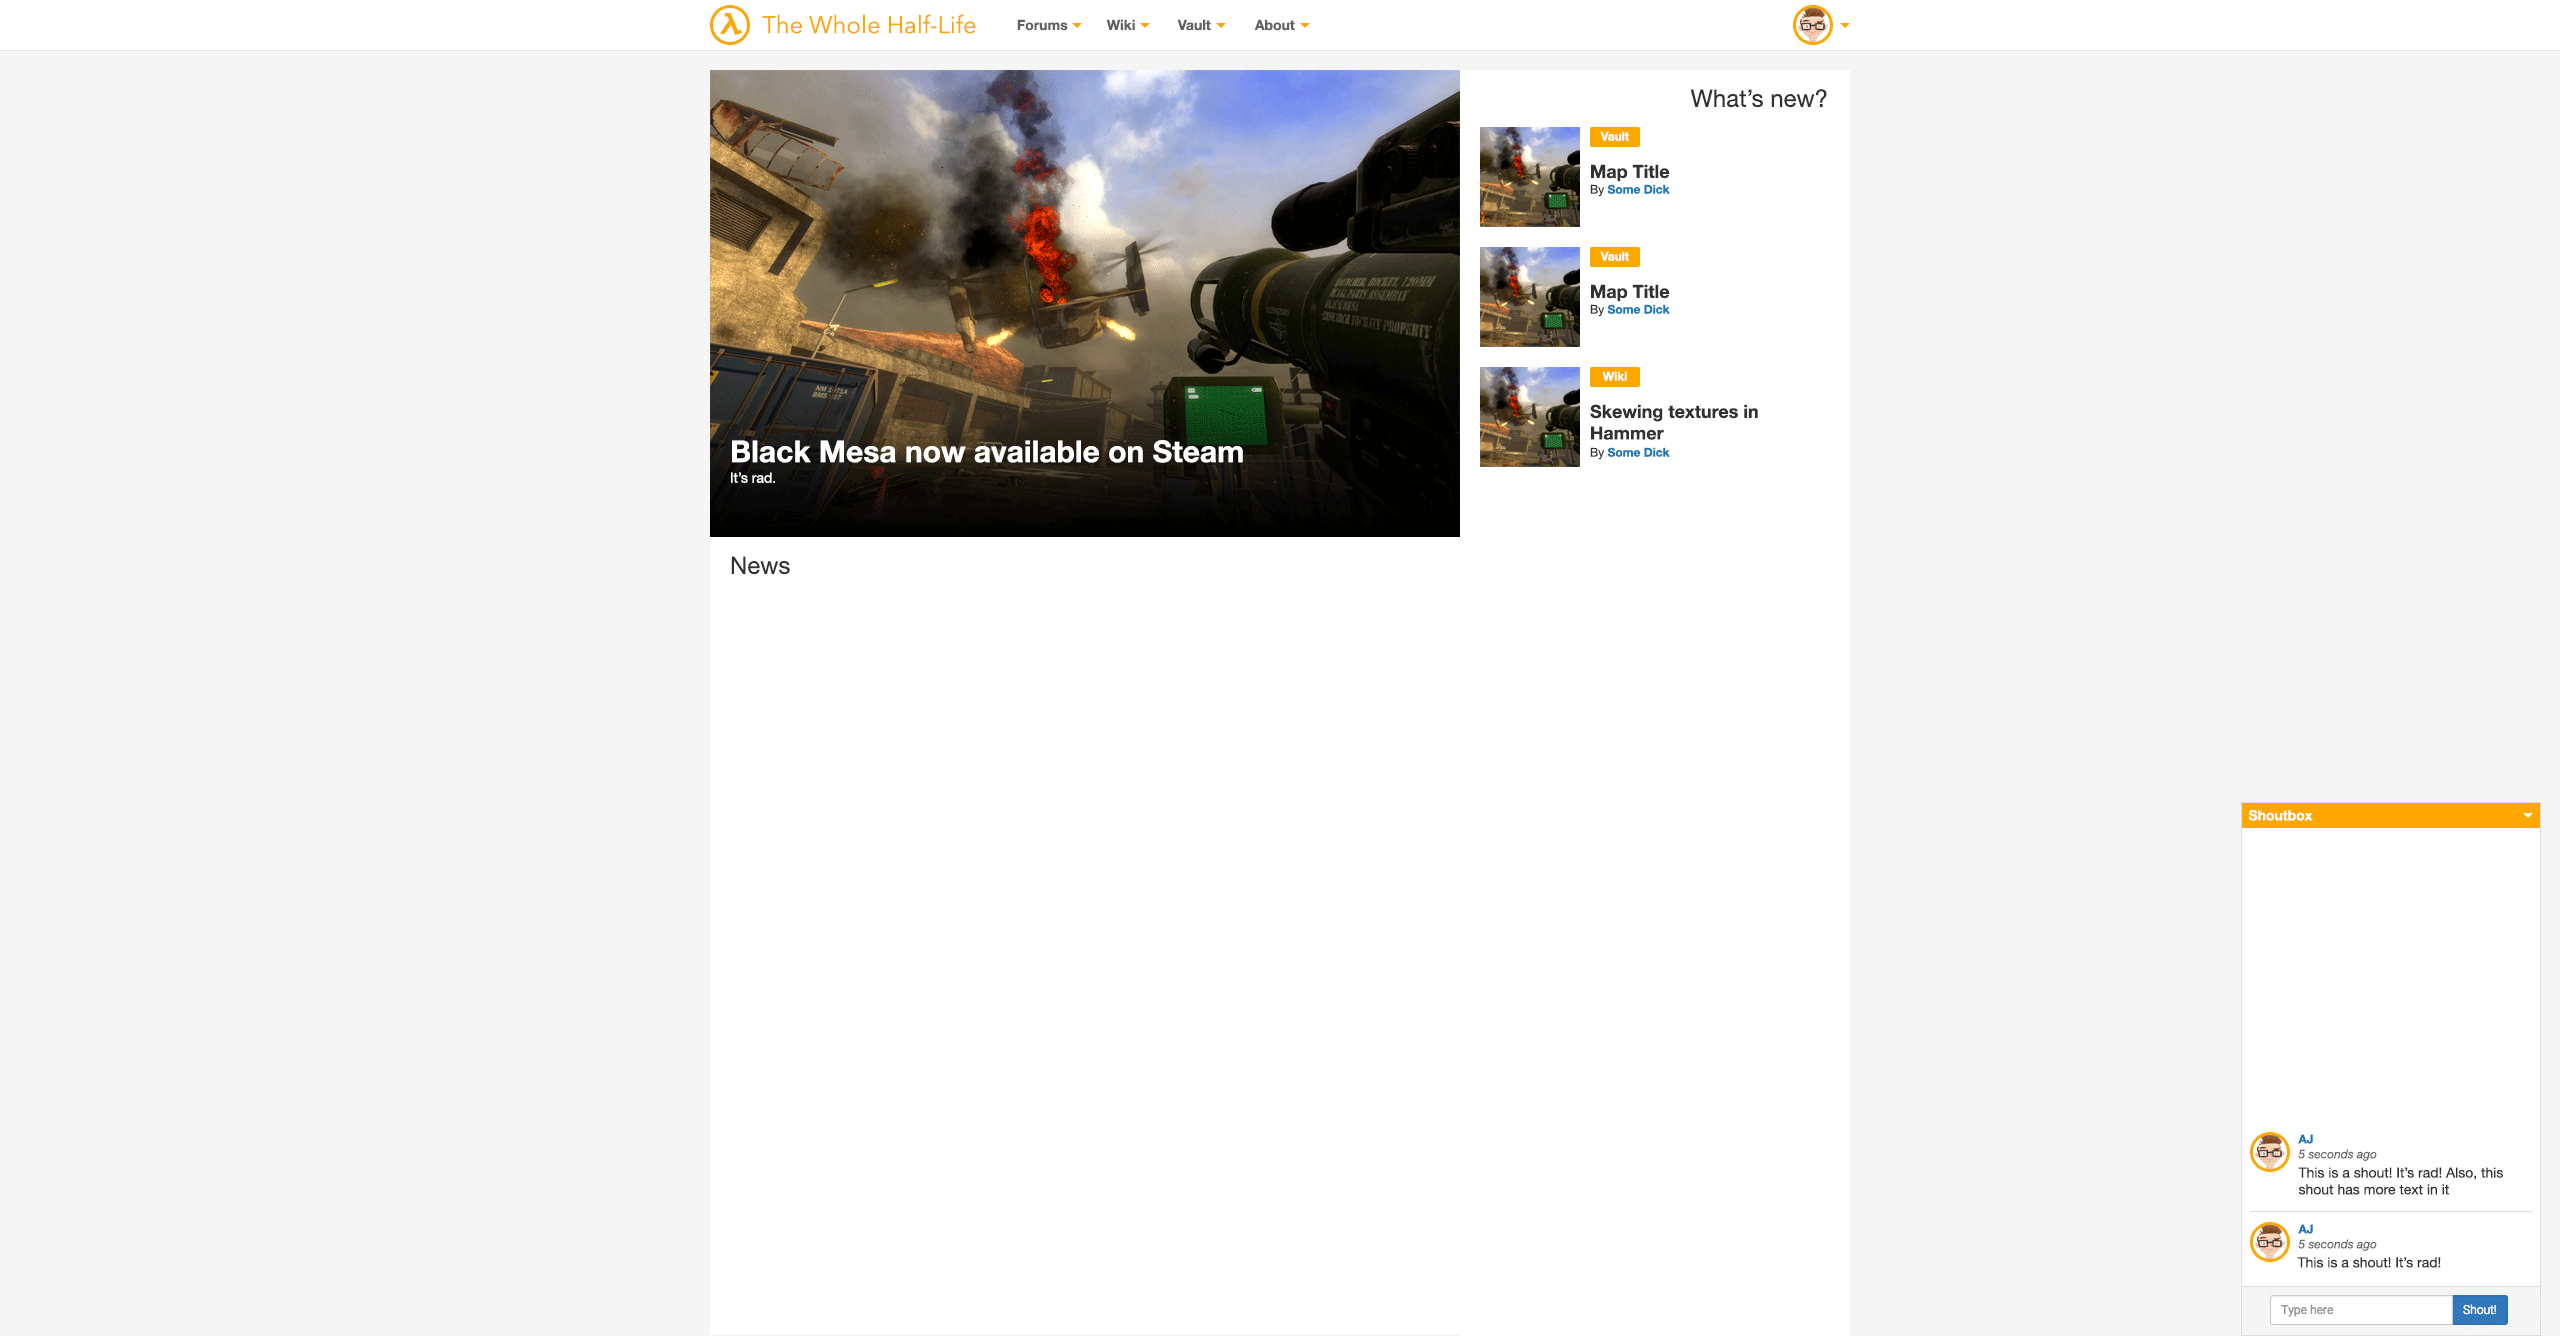 The Whole Half-Life
Forums
Wiki
Vault
About
Black Mesa now available on Steam
It's rad.
What's new?
Vault
Map Title
By Some Dick
Vault
Map Title
By Some Dick
Wiki
Skewing textures in
Hammer
By Some Dick
News
Shoutbox
AJ
5 seconds ago
This is a shout! It's rad! Also, this
shout has more text in it
AJ
5 seconds ago
This is a shout! It's rad!
Type here
Shout!